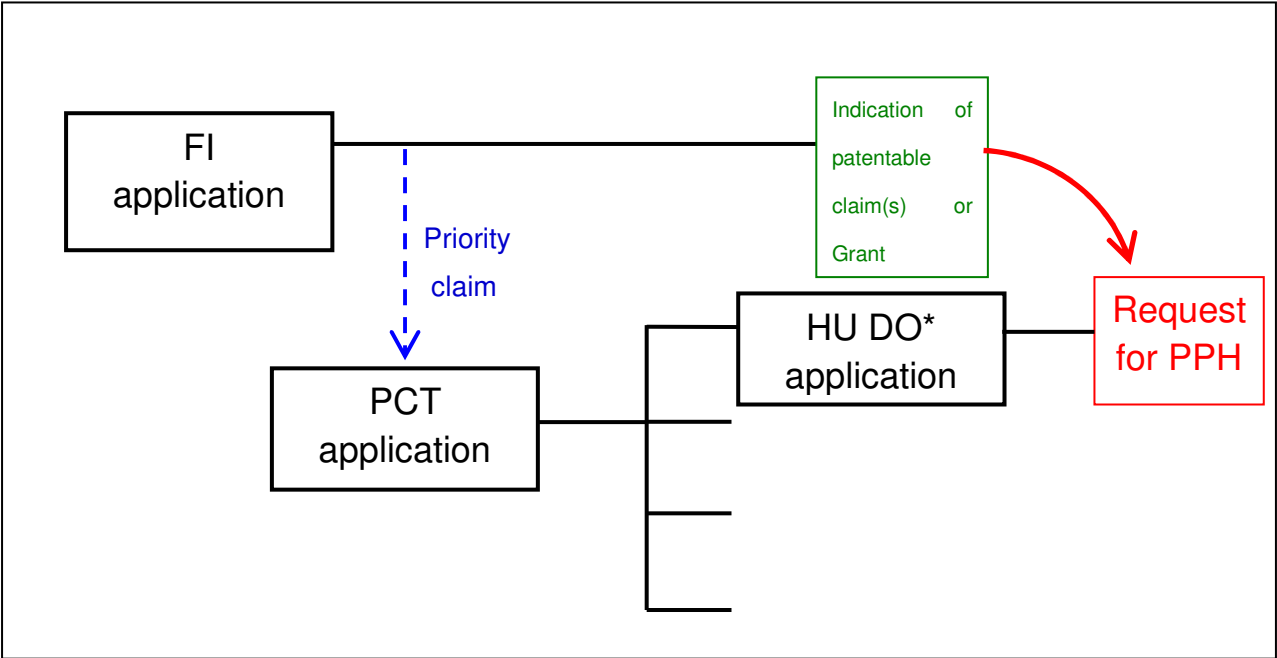 FI
application
Indication of
patentable
claim(s) or
Grant
Priority
claim
HU DO*
application
Request
for PPH
PCT
application